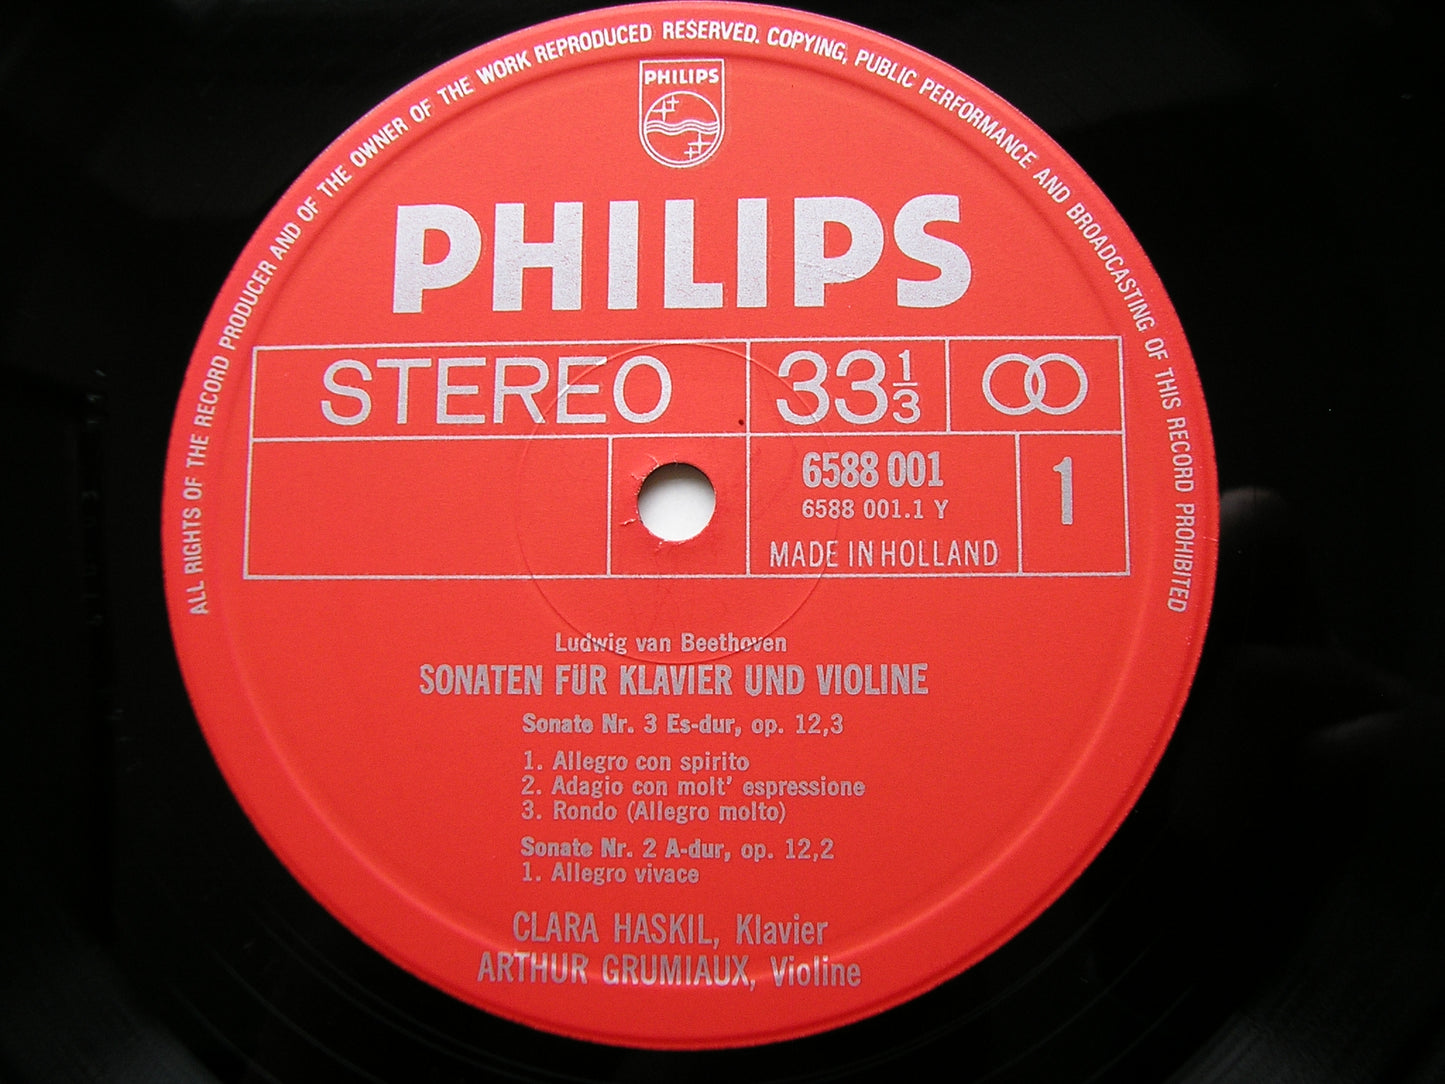 ALL RIGHTS OF THE RECORD PRODUCER AND OF THE OWNER OF THE WORK REPRODUCED RESERVED. COPYING, PUBLIC PERFORMANCE AND BROADCASTING OF THIS RECORD PROHIBITED
PHILIPS
PHILIPS
STEREO 33 1/3
6588 001 1
6588 001.1 Y
MADE IN HOLLAND
Ludwig van Beethoven
SONATEN FÜR KLAVIER UND VIOLINE
Sonate Nr. 3 Es-dur, op. 12,3
1. Allegro con spirito
2. Adagio con molt' espressione
3. Rondo (Allegro molto)
Sonate Nr. 2 A-dur, op. 12,2
1. Allegro vivace
CLARA HASKIL, Klavier
ARTHUR GRUMIAUX, Violine